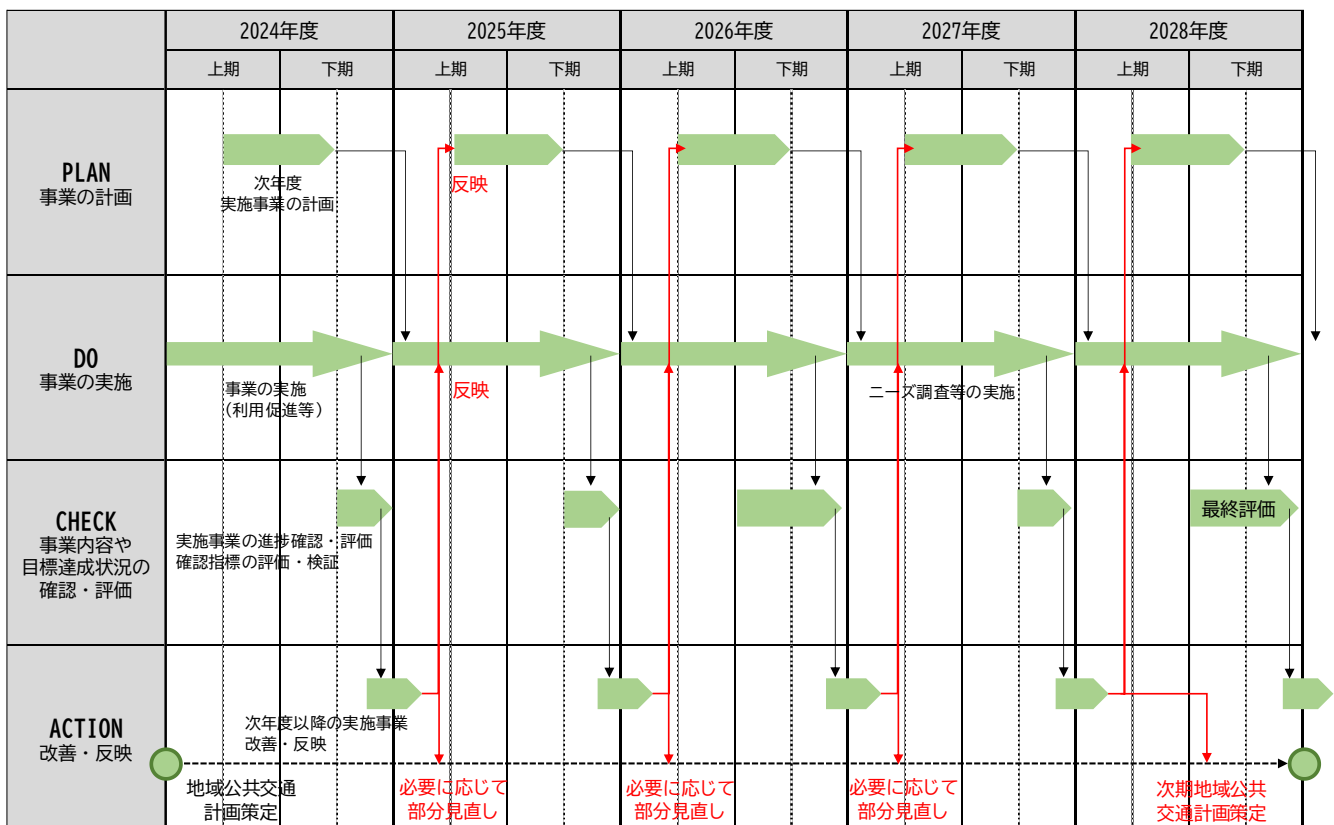 2024年度
2025年度
2026年度
2027年度
2028年度
上期
下期
上期
下期
上期
下期
上期
下期
上期
下期
PLAN
事業の計画
次年度
実施事業の計画
反映
DO
事業の実施
事業の実施
(利用促進等)
反映
ニーズ調査等の実施
CHECK
事業内容や
目標達成状況の
確認・評価
実施事業の進捗確認・評価
確認指標の評価・検証
最終評価
ACTION
改善・反映
次年度以降の実施事業
改善・反映
地域公共交通
計画策定
必要に応じて
部分見直し
必要に応じて
部分見直し
必要に応じて
部分見直し
次期地域公共
交通計画策定